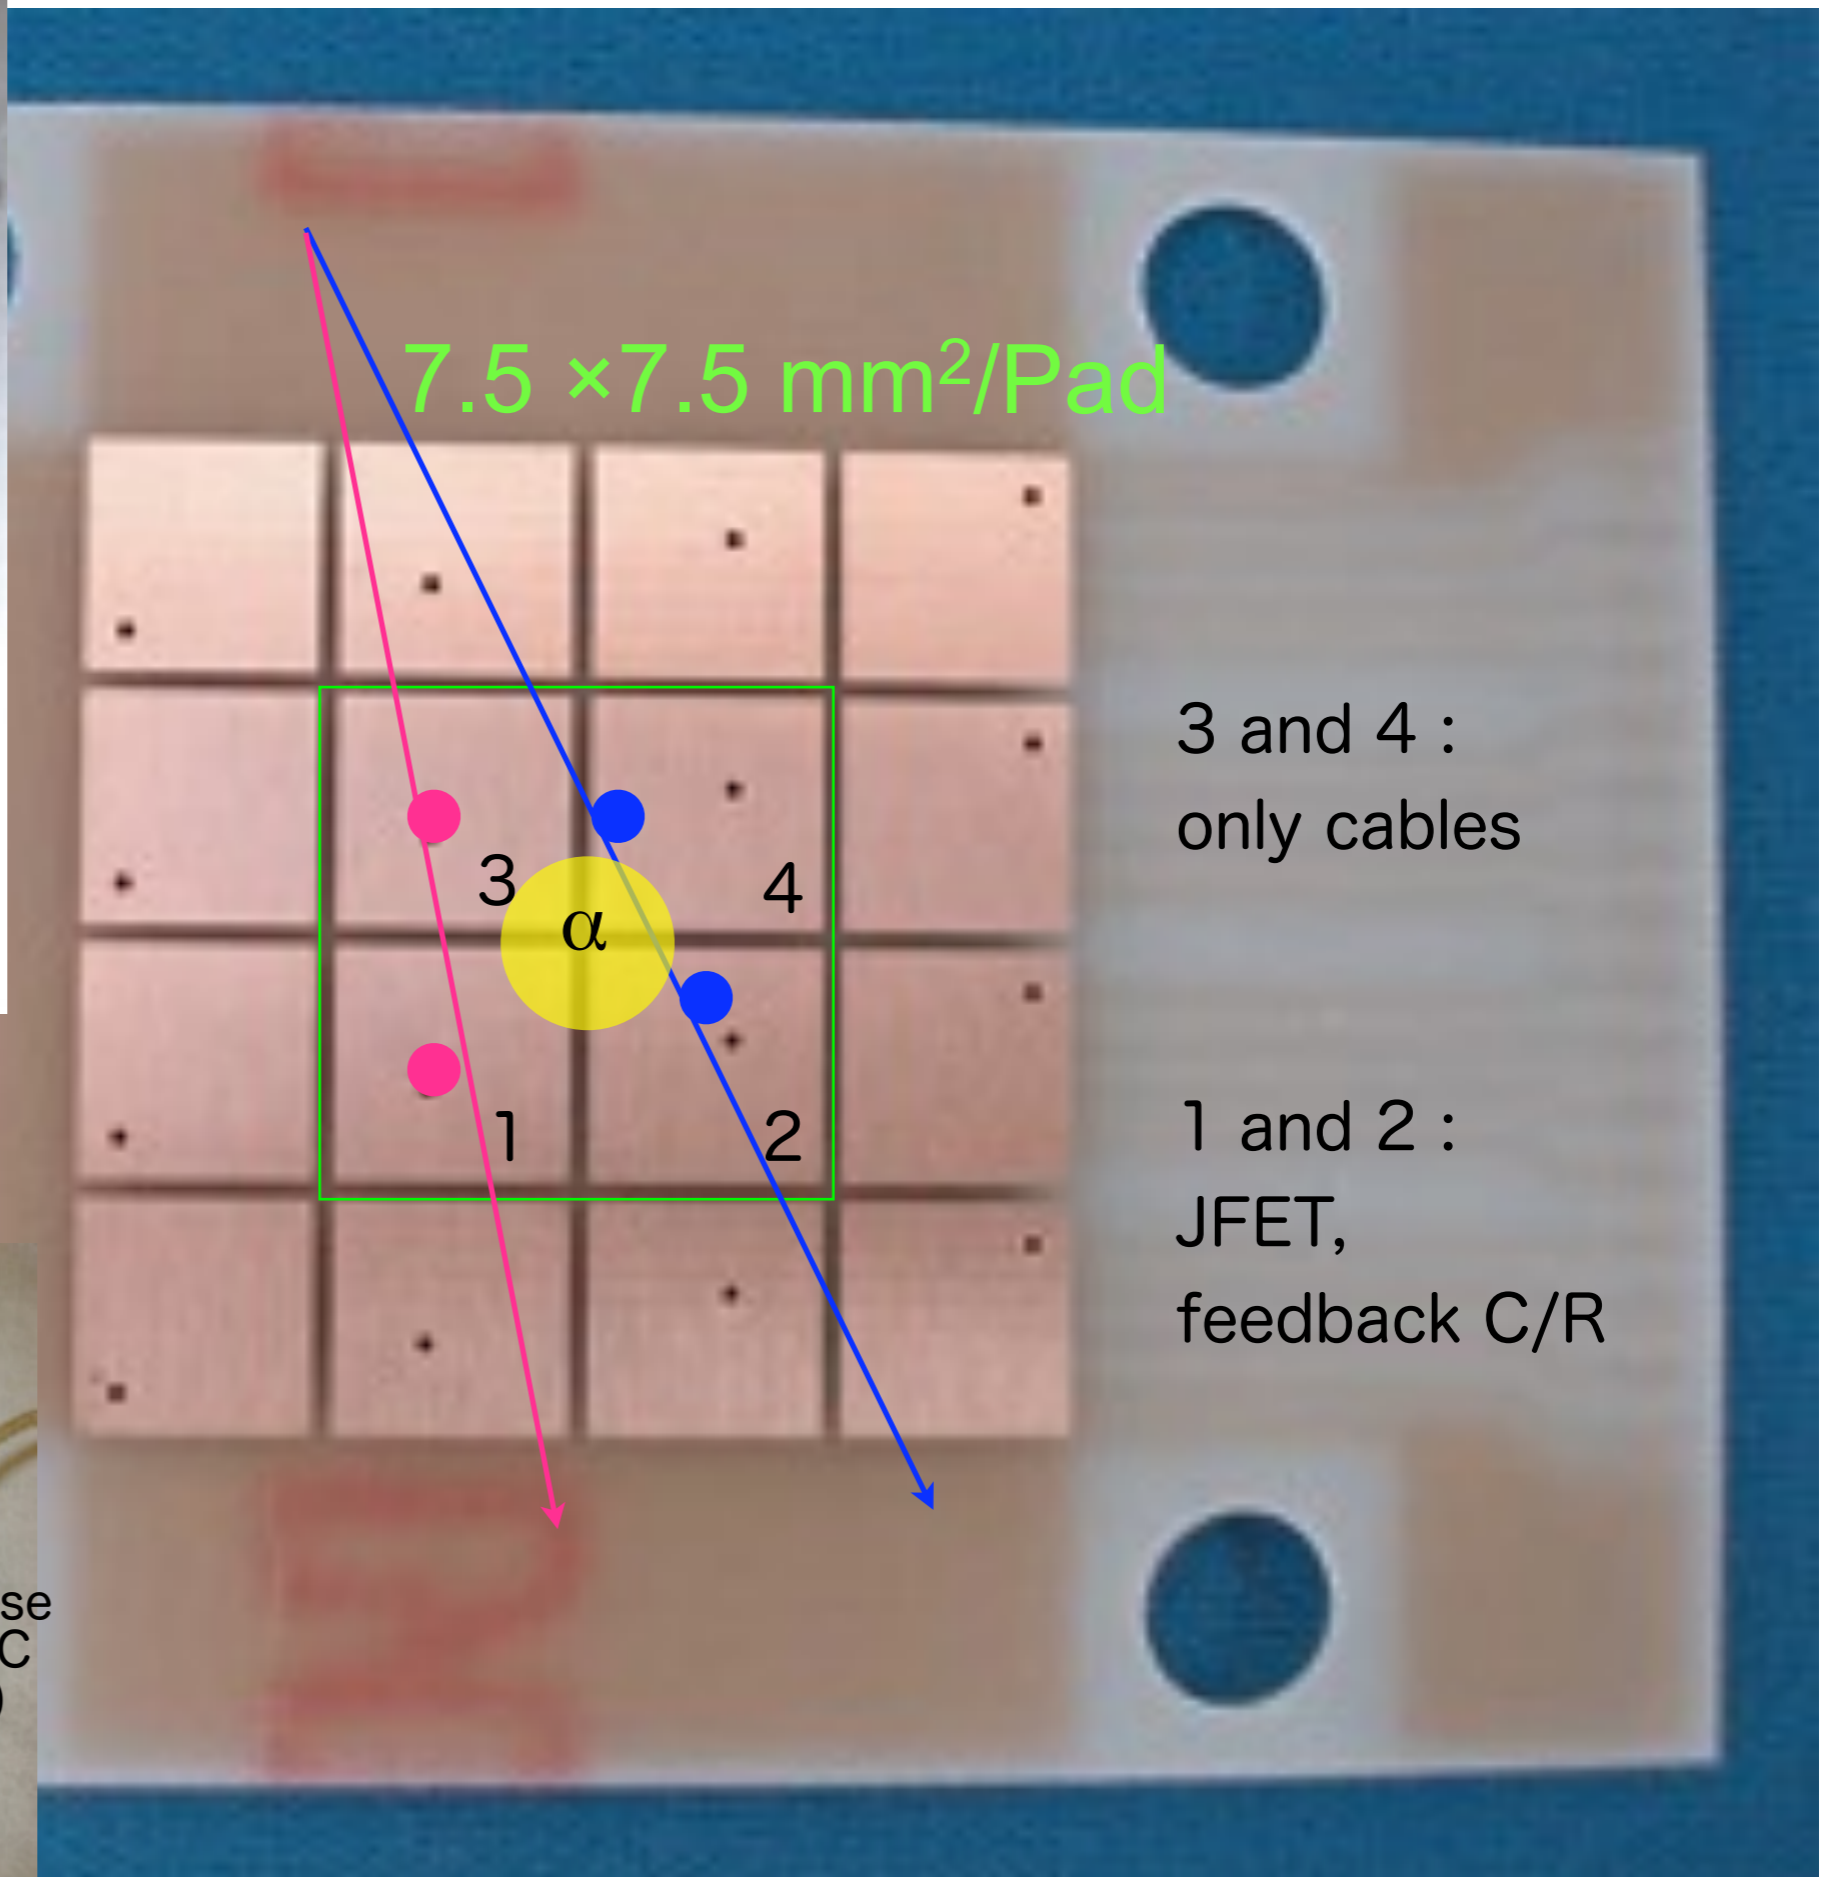 7.5 ×7.5 mm²/Pad
3
4
α
1
2
3 and 4 :
only cables
1 and 2 :
JFET,
feedback C/R
se
C
)